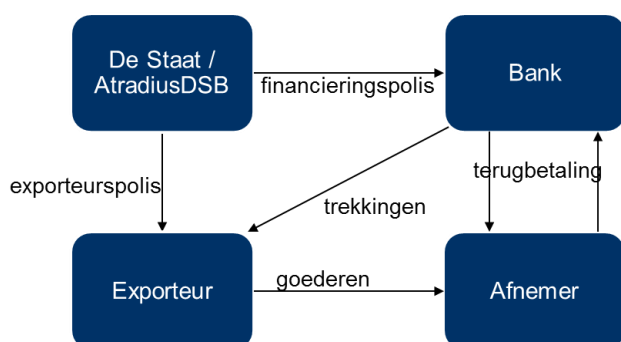 De Staat /
AtradiusDSB
Bank
financieringspolis
terugbetaling
exporteurspolis
trekkingen
goederen
Exporteur
Afnemer